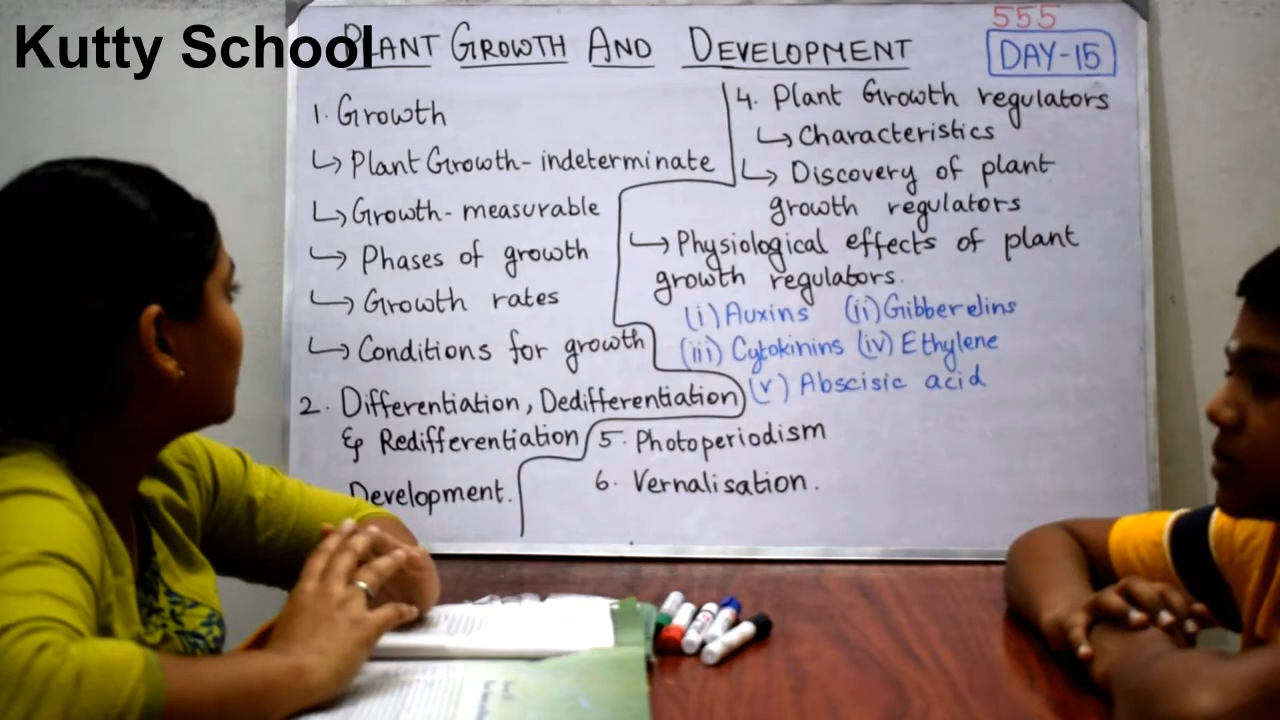 Kutty School
PLANT GROWTH AND DEVELOPMENT
555
DAY-15
1. Growth
↳ Plant Growth - indeterminate
↳ Growth - measurable
↳ Phases of growth
↳ Growth rates
↳ Conditions for growth
2. Differentiation, Dedifferentiation
& Redifferentiation
Development.
4. Plant Growth regulators
↳ Characteristics
↳ Discovery of plant
growth regulators
↳ Physiological effects of plant
growth regulators.
(i) Auxins (ii) Gibberelins
(iii) Cytokinins (iv) Ethylene
(v) Abscisic acid
5. Photoperiodism
6. Vernalisation.